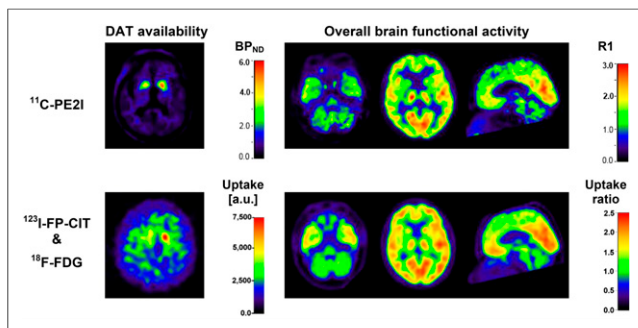 DAT availability
Overall brain functional activity
BPND
R1
6.0
4.0
2.0
0.0
3.0
2.0
1.0
0.0
11C-PE2I
Uptake
[a.u.]
Uptake
ratio
7,500
5,000
2,500
0
2.5
2.0
1.5
1.0
0.5
0.0
123I-FP-CIT
&
18F-FDG